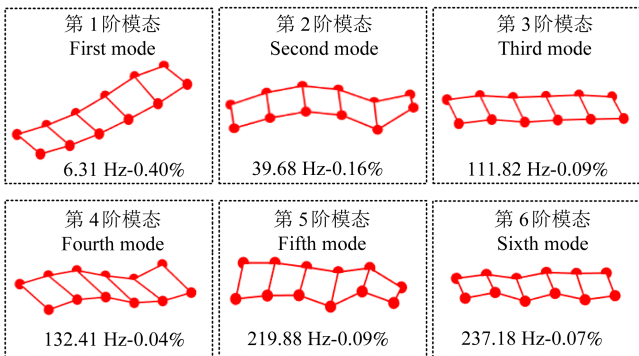 第1阶模态
First mode
6.31 Hz-0.40%
第2阶模态
Second mode
39.68 Hz-0.16%
第3阶模态
Third mode
111.82 Hz-0.09%
第4阶模态
Fourth mode
132.41 Hz-0.04%
第5阶模态
Fifth mode
219.88 Hz-0.09%
第6阶模态
Sixth mode
237.18 Hz-0.07%